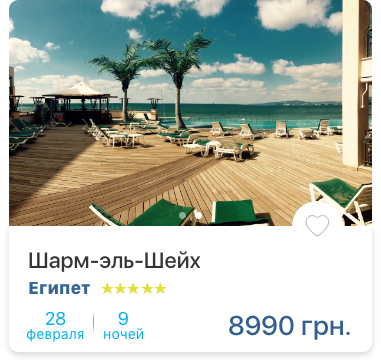 Шарм-эль-Шейх
Египет
28 9
февраля ночей
8990 грн.